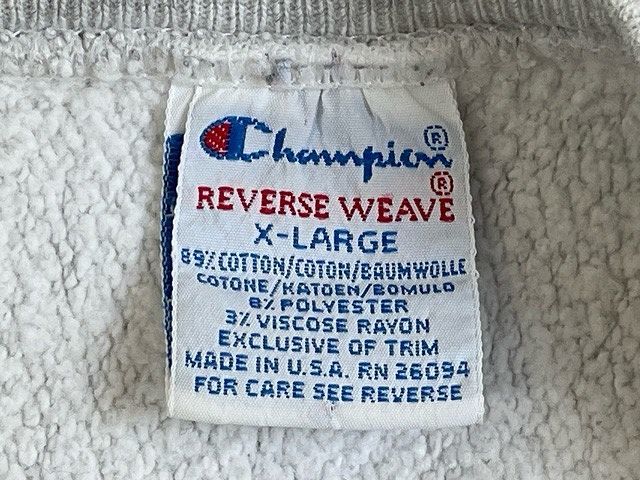 Champion®
REVERSE WEAVE®
X-LARGE
89% COTTON/COTON/BAUMWOLLE
COTONE/KATOEN/BOMULD
8% POLYESTER
3% VISCOSE RAYON
EXCLUSIVE OF TRIM
MADE IN U.S.A. RN 26094
FOR CARE SEE REVERSE